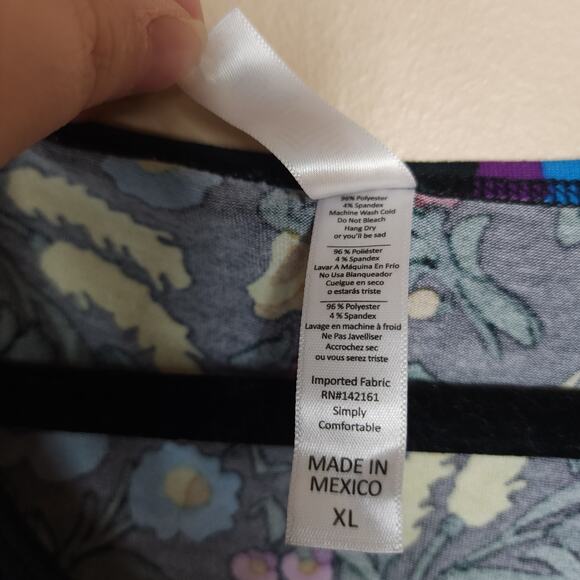 96% Polyester
4% Spandex
Machine Wash Cold
Do Not Bleach
Hang Dry
or you'll be sad
96 % Poliéster
4 % Spandex
Lavar A Máquina En Frío
No Usa Blanqueador
Cuelgue en seco
o estarás triste
96 % Polyester
4 % Spandex
Lavage en machine à froid
Ne Pas Javelliser
Accrochez sec
ou vous serez triste
Imported Fabric
RN#142161
Simply
Comfortable
MADE IN
MEXICO
XL